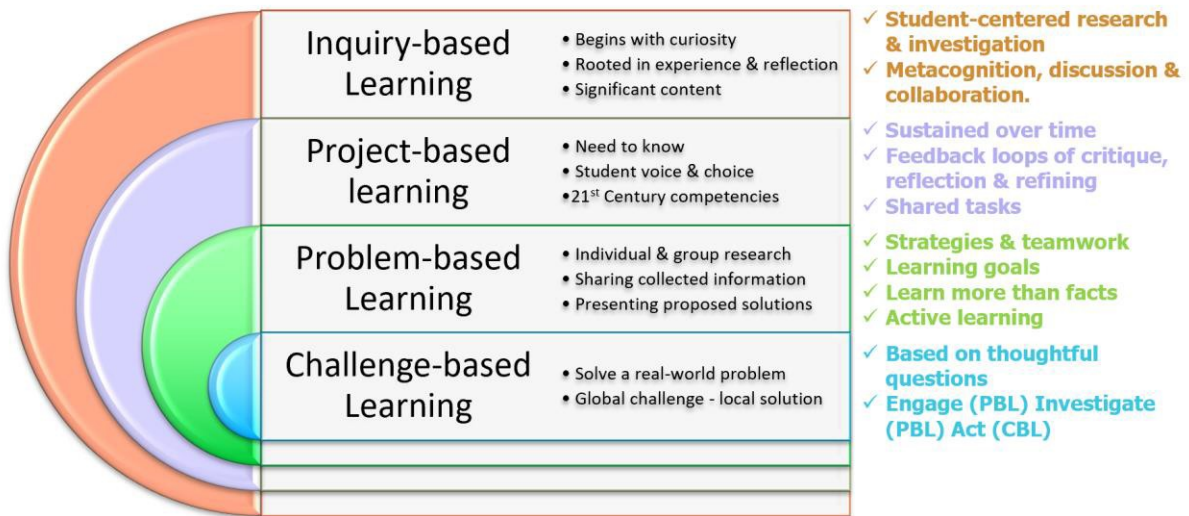 Inquiry-based
Learning
• Begins with curiosity
• Rooted in experience & reflection
• Significant content
✓ Student-centered research
& investigation
✓ Metacognition, discussion &
collaboration.
Project-based
learning
• Need to know
• Student voice & choice
•21st Century competencies
✓ Sustained over time
✓ Feedback loops of critique,
reflection & refining
✓ Shared tasks
Problem-based
Learning
• Individual & group research
• Sharing collected information
• Presenting proposed solutions
✓ Strategies & teamwork
✓ Learning goals
✓ Learn more than facts
✓ Active learning
Challenge-based
Learning
• Solve a real-world problem
• Global challenge - local solution
✓ Based on thoughtful
questions
✓ Engage (PBL) Investigate
(PBL) Act (CBL)